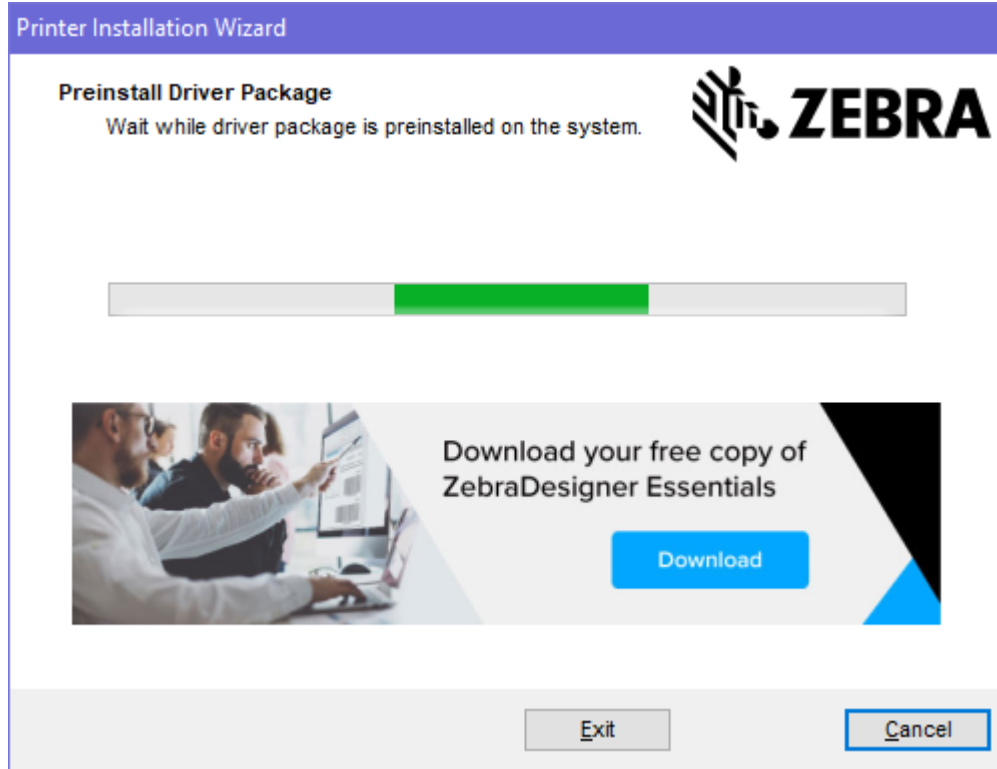 Printer Installation Wizard
Preinstall Driver Package
Wait while driver package is preinstalled on the system.
ZEBRA
Download your free copy of
ZebraDesigner Essentials
Download
Exit
Cancel